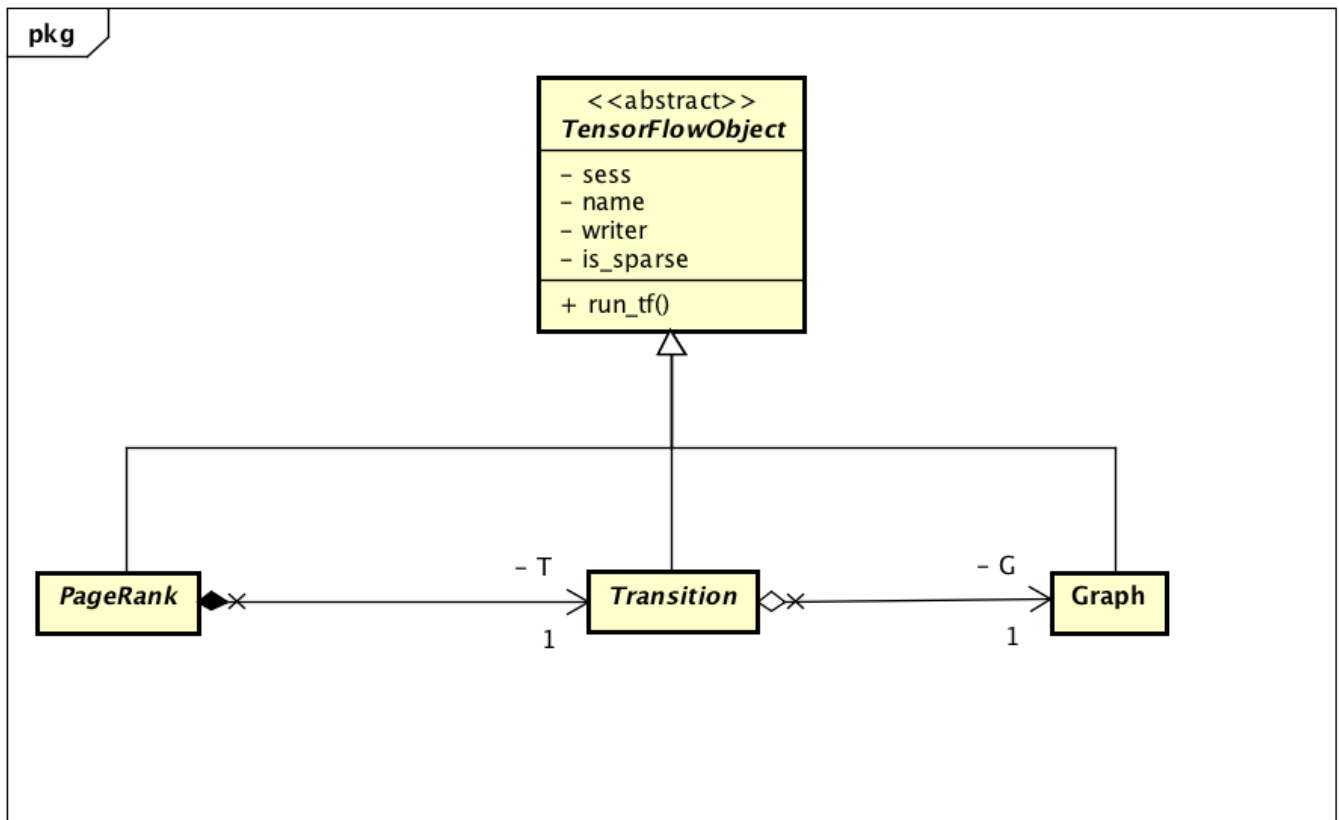 pkg
<<abstract>>
TensorFlowObject
– sess
– name
– writer
– is_sparse
+ run_tf()
– T
– G
PageRank
Transition
Graph
1
1